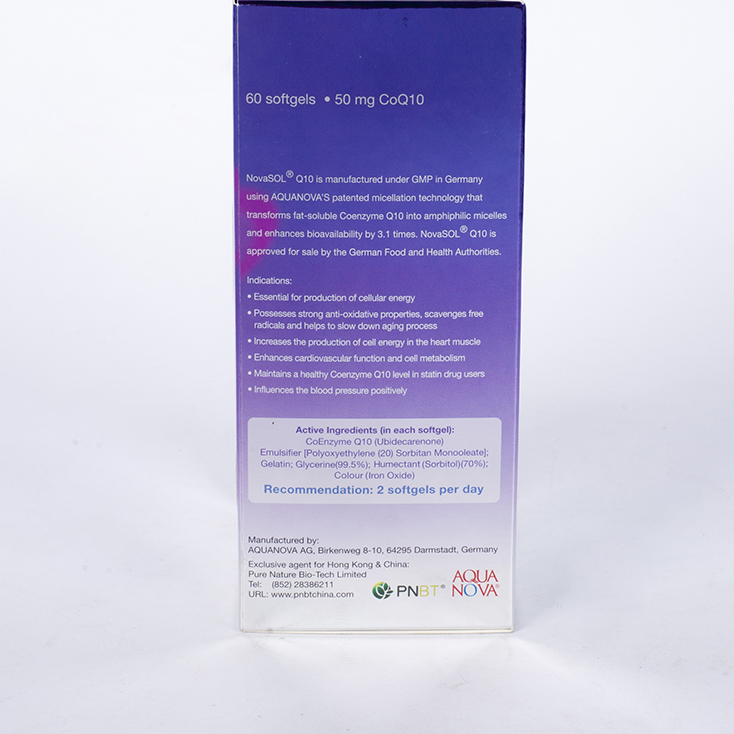 60 softgels • 50 mg CoQ10
NovaSOL® Q10 is manufactured under GMP in Germany
using AQUANOVA'S patented micellation technology that
transforms fat-soluble Coenzyme Q10 into amphiphilic micelles
and enhances bioavailability by 3.1 times. NovaSOL® Q10 is
approved for sale by the German Food and Health Authorities.
Indications:
• Essential for production of cellular energy
• Possesses strong anti-oxidative properties, scavenges free
radicals and helps to slow down aging process
• Increases the production of cell energy in the heart muscle
• Enhances cardiovascular function and cell metabolism
• Maintains a healthy Coenzyme Q10 level in statin drug users
• Influences the blood pressure positively
Active Ingredients (in each softgel):
CoEnzyme Q10 (Ubidecarenone)
Emulsifier [Polyoxyethylene (20) Sorbitan Monooleate];
Gelatin; Glycerine(99.5%); Humectant (Sorbitol)(70%);
Colour (Iron Oxide)
Recommendation: 2 softgels per day
Manufactured by:
AQUANOVA AG, Birkenweg 8-10, 64295 Darmstadt, Germany
Exclusive agent for Hong Kong & China:
Pure Nature Bio-Tech Limited
Tel: (852) 28386211
URL: www.pnbtchina.com
PNBT®
AQUA
NOVA®